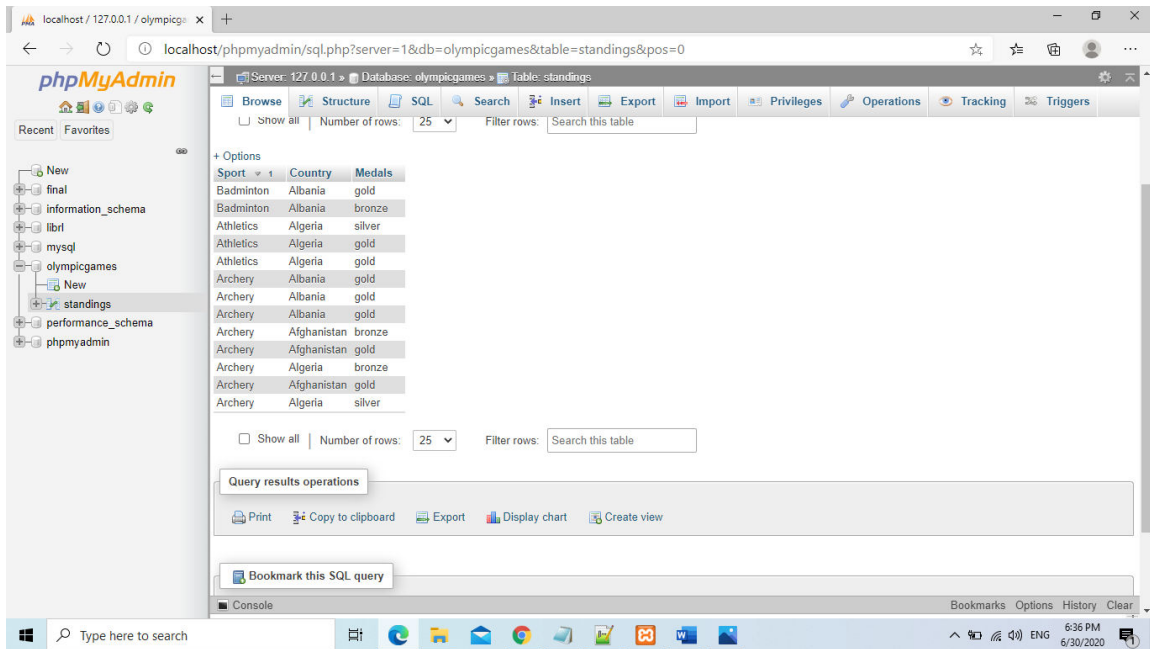 localhost / 127.0.0.1 / olympicga
localhost/phpmyadmin/sql.php?server=1&db=olympicgames&table=standings&pos=0
phpMyAdmin
Recent Favorites
New
final
information_schema
librl
mysql
olympicgames
New
standings
performance_schema
phpmyadmin
Server: 127.0.0.1 » Database: olympicgames » Table: standings
Browse Structure SQL Search Insert Export Import Privileges Operations Tracking Triggers
Show all Number of rows: 25 Filter rows: Search this table
+ Options
Sport 1 Country Medals
Badminton Albania gold
Badminton Albania bronze
Athletics Algeria silver
Athletics Algeria gold
Athletics Algeria gold
Archery Albania gold
Archery Albania gold
Archery Albania gold
Archery Afghanistan bronze
Archery Afghanistan gold
Archery Algeria bronze
Archery Afghanistan gold
Archery Algeria silver
Show all Number of rows: 25 Filter rows: Search this table
Query results operations
Print Copy to clipboard Export Display chart Create view
Bookmark this SQL query
Console Bookmarks Options History Clear
Type here to search
ENG
6:36 PM
6/30/2020